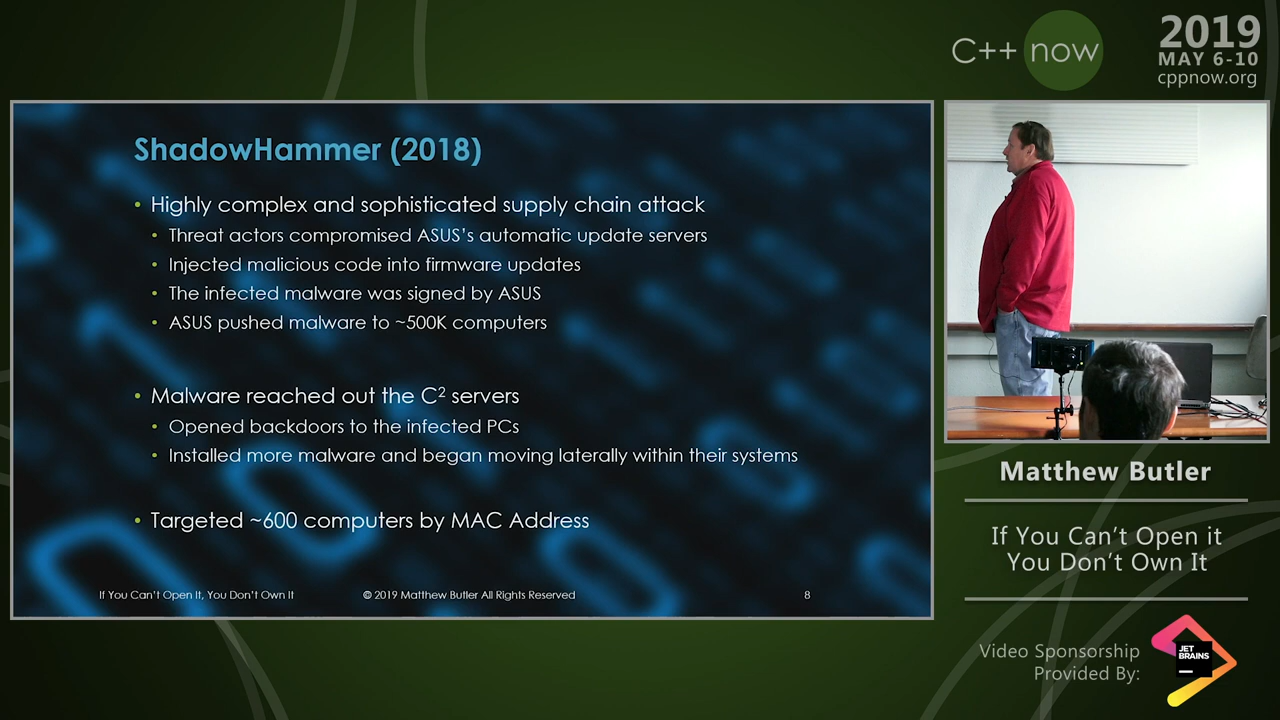 C++ now
2019
MAY 6-10
cppnow.org
ShadowHammer (2018)
• Highly complex and sophisticated supply chain attack
• Threat actors compromised ASUS's automatic update servers
• Injected malicious code into firmware updates
• The infected malware was signed by ASUS
• ASUS pushed malware to ~500K computers
• Malware reached out the C² servers
• Opened backdoors to the infected PCs
• Installed more malware and began moving laterally within their systems
• Targeted ~600 computers by MAC Address
If You Can't Open It, You Don't Own It
© 2019 Matthew Butler All Rights Reserved
8
Matthew Butler
If You Can't Open it
You Don't Own It
Video Sponsorship
Provided By:
JET
BRAINS